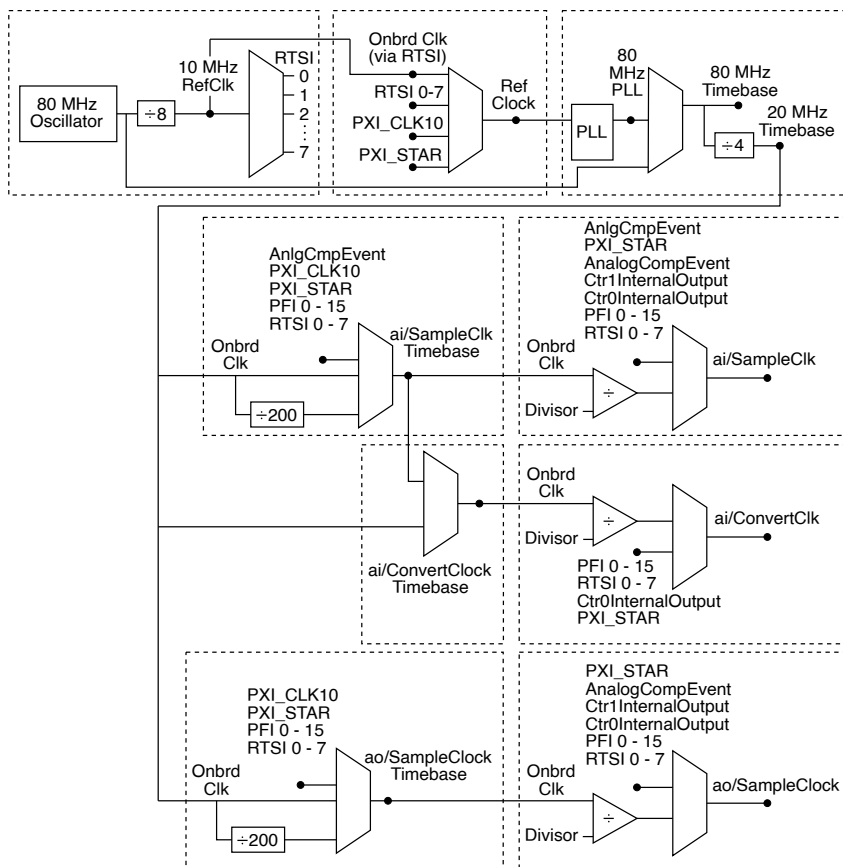 80 MHz
Oscillator
÷8
10 MHz
RefClk
RTSI
0
1
2
7
Onbrd Clk
(via RTSI)
RTSI 0-7
PXI_CLK10
PXI_STAR
Ref
Clock
PLL
80
MHz
PLL
80 MHz
Timebase
20 MHz
Timebase
÷4
AnlgCmpEvent
PXI_CLK10
PXI_STAR
PFI 0 - 15
RTSI 0 - 7
Onbrd
Clk
÷200
ai/SampleClk
Timebase
AnlgCmpEvent
PXI_STAR
AnalogCompEvent
Ctr1InternalOutput
Ctr0InternalOutput
PFI 0 - 15
RTSI 0 - 7
Onbrd
Clk
÷
Divisor
ai/SampleClk
ai/ConvertClock
Timebase
Onbrd
Clk
÷
Divisor
ai/ConvertClk
PFI 0 - 15
RTSI 0 - 7
Ctr0InternalOutput
PXI_STAR
PXI_CLK10
PXI_STAR
PFI 0 - 15
RTSI 0 - 7
Onbrd
Clk
÷200
ao/SampleClock
Timebase
PXI_STAR
AnalogCompEvent
Ctr1InternalOutput
Ctr0InternalOutput
PFI 0 - 15
RTSI 0 - 7
Onbrd
Clk
÷
Divisor
ao/SampleClock